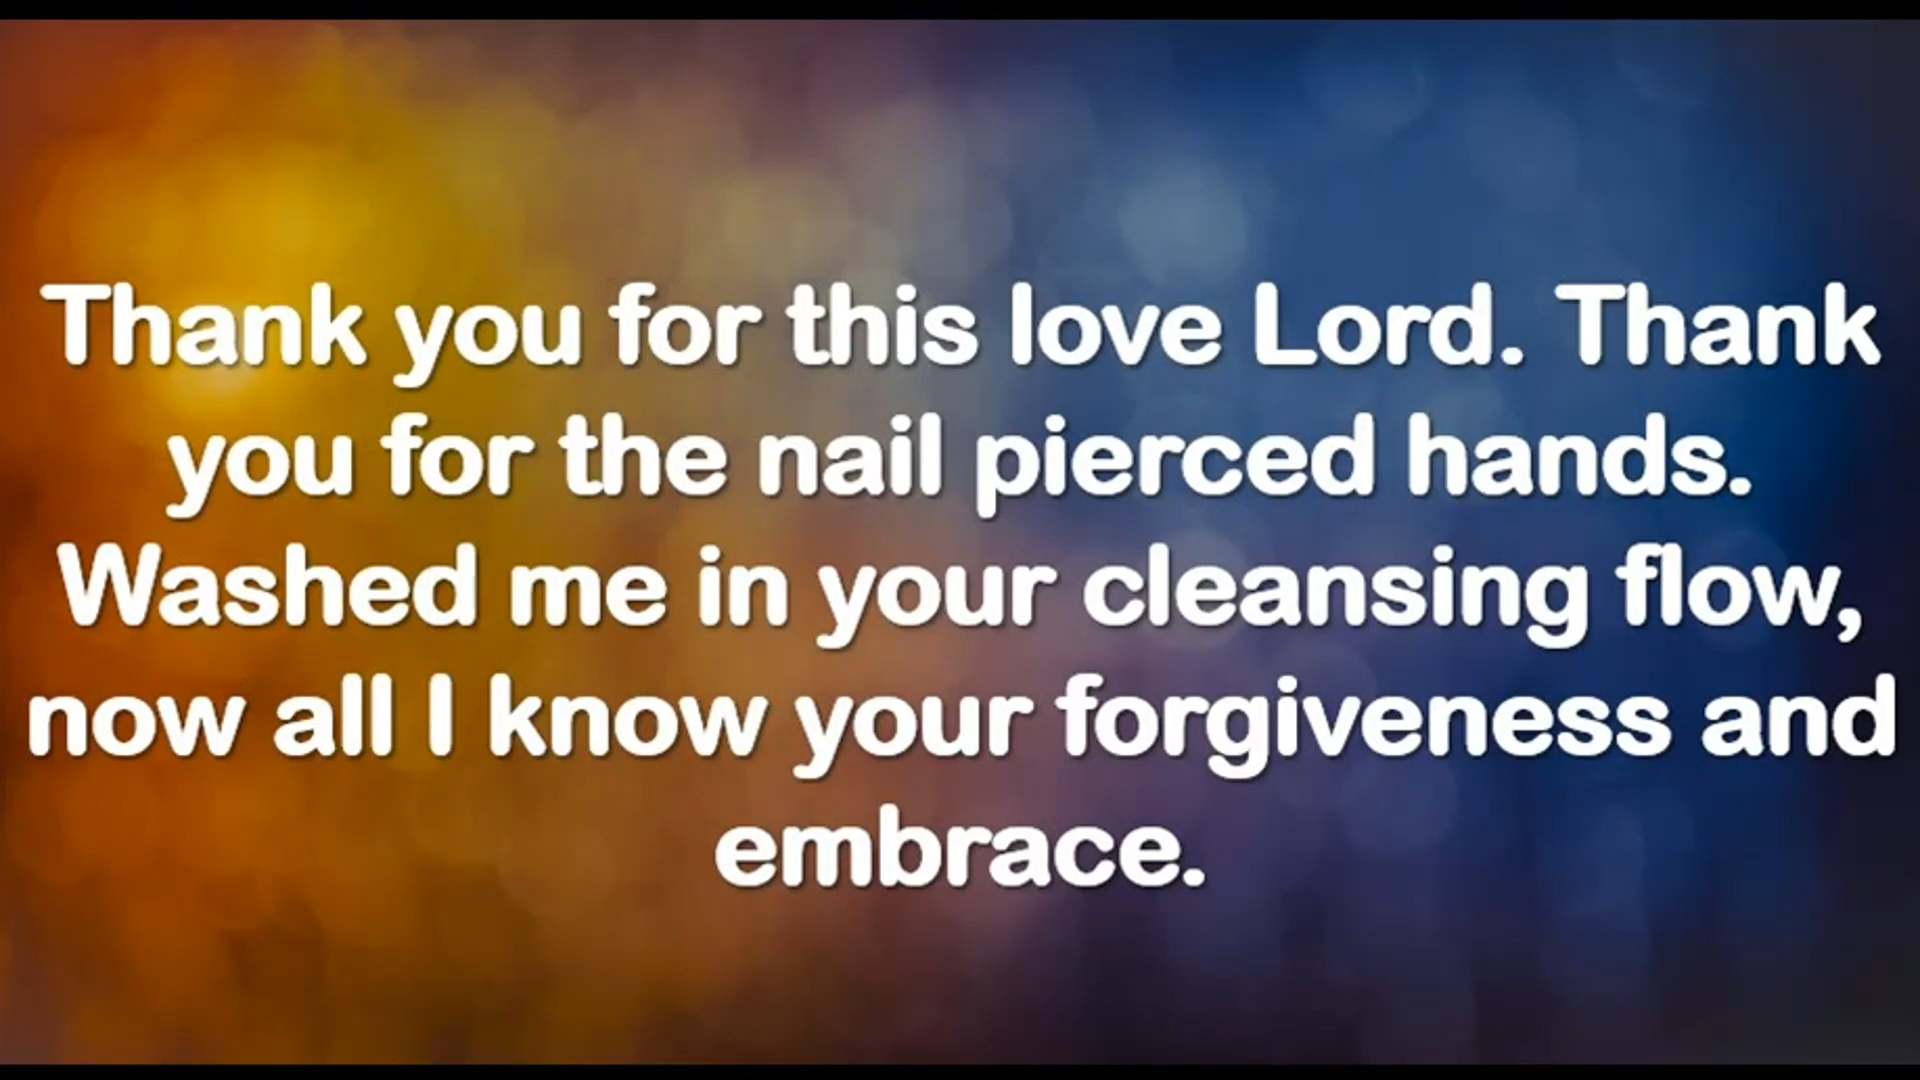 Thank you for this love Lord. Thank
you for the nail pierced hands.
Washed me in your cleansing flow,
now all I know your forgiveness and
embrace.